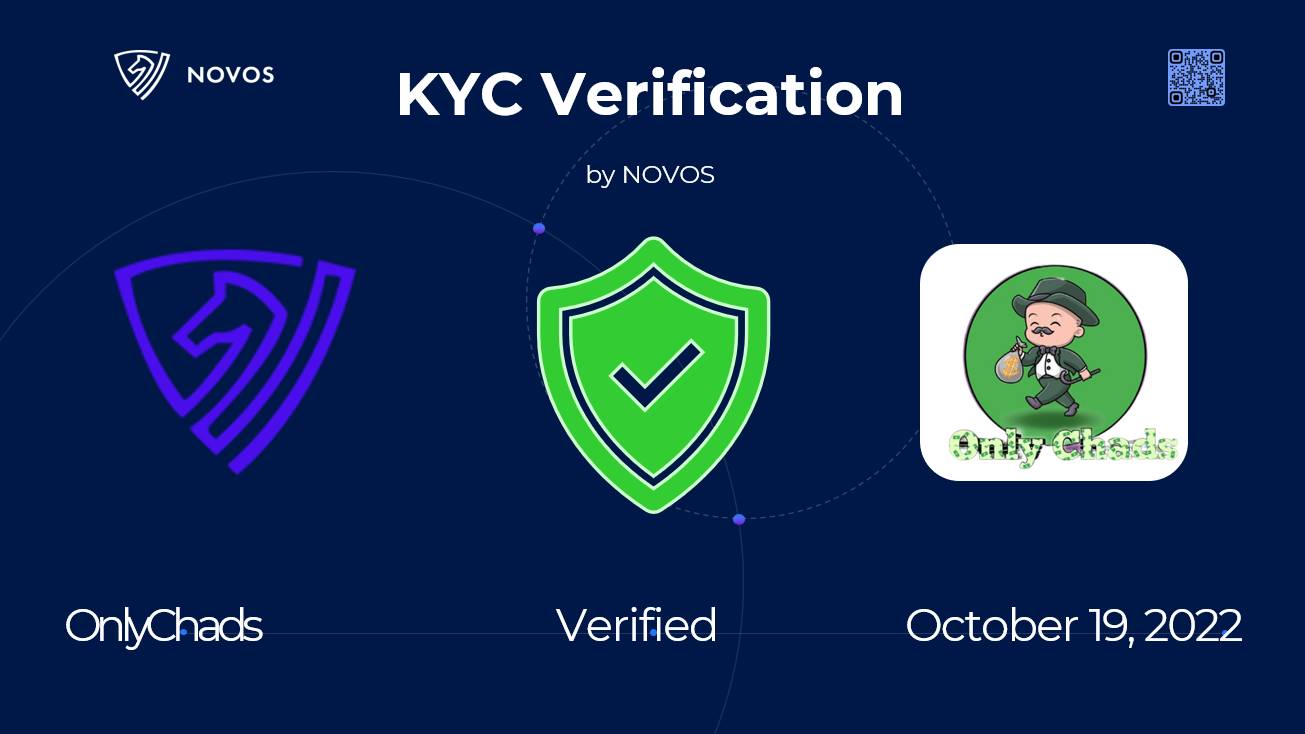 NOVOS
KYC Verification
by NOVOS
Only Chads
OnlyChads
Verified
October 19, 2022